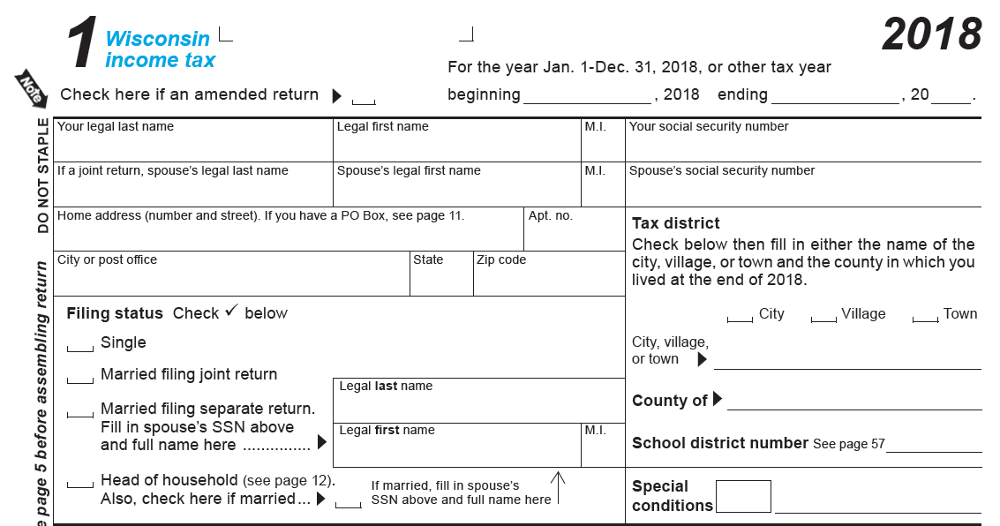 1 Wisconsin
income tax
2018
For the year Jan. 1-Dec. 31, 2018, or other tax year
Note
Check here if an amended return
beginning , 2018 ending , 20 .
DO NOT STAPLE
page 5 before assembling return
Your legal last name
Legal first name
M.I.
Your social security number
If a joint return, spouse’s legal last name
Spouse’s legal first name
M.I.
Spouse’s social security number
Home address (number and street). If you have a PO Box, see page 11.
Apt. no.
City or post office
State
Zip code
Tax district
Check below then fill in either the name of the
city, village, or town and the county in which you
lived at the end of 2018.
City
Village
Town
City, village,
or town
County of
School district number See page 57
Special
conditions
Filing status Check ✓ below
Single
Married filing joint return
Married filing separate return.
Fill in spouse’s SSN above
and full name here ...............
Legal last name
Legal first name
M.I.
Head of household (see page 12).
Also, check here if married...
If married, fill in spouse’s
SSN above and full name here